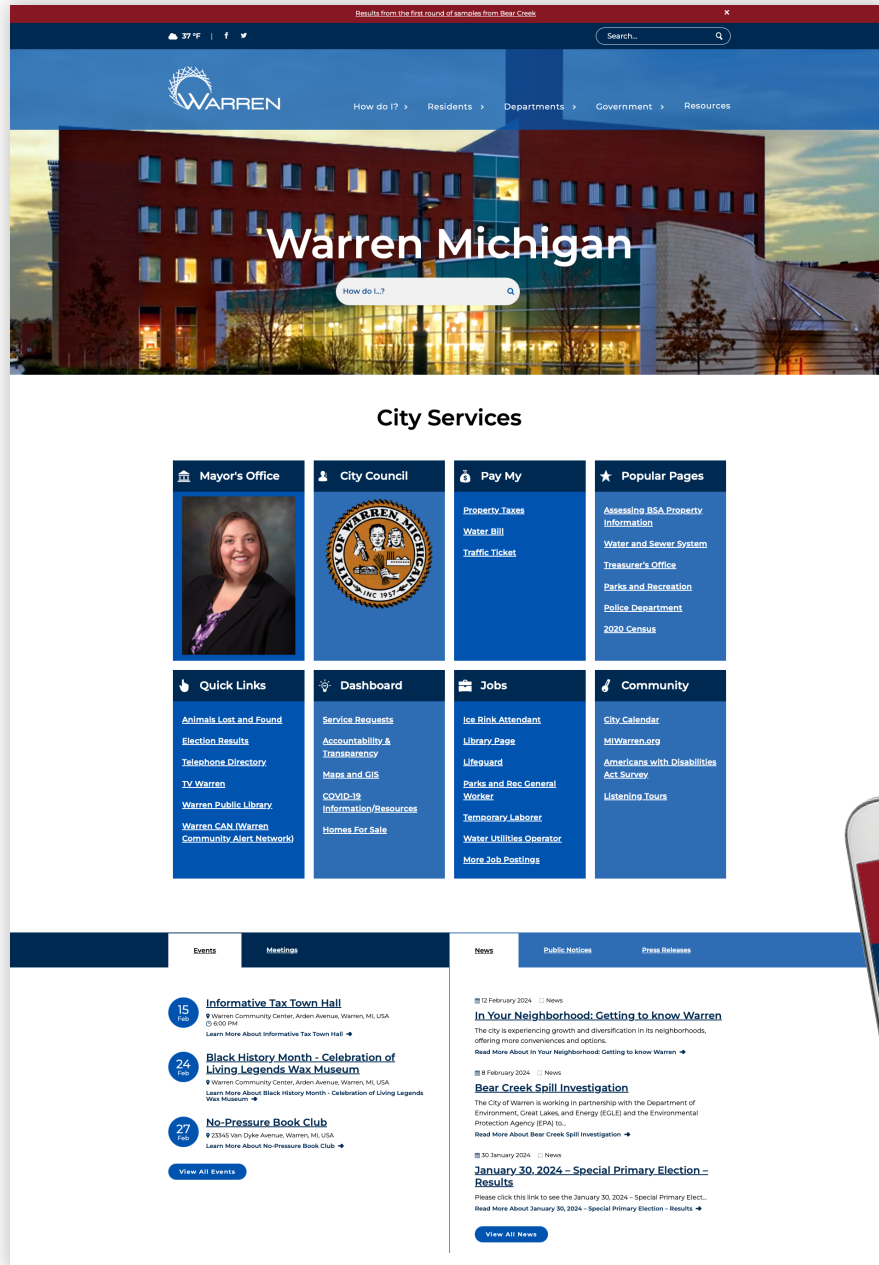 Results from the first round of samples from Bear Creek
×
37 °F | f
Search...
WARREN
How do I? › Residents › Departments › Government › Resources
Warren Michigan
How do I...?
City Services
Mayor's Office
City Council
CITY OF WARREN, MICHIGAN
INC 1957
Pay My
Property Taxes
Water Bill
Traffic Ticket
Popular Pages
Assessing BSA Property
Information
Water and Sewer System
Treasurer's Office
Parks and Recreation
Police Department
2020 Census
Quick Links
Animals Lost and Found
Election Results
Telephone Directory
TV Warren
Warren Public Library
Warren CAN (Warren
Community Alert Network)
Dashboard
Service Requests
Accountability &
Transparency
Maps and GIS
COVID-19
Information/Resources
Homes For Sale
Jobs
Ice Rink Attendant
Library Page
Lifeguard
Parks and Rec General
Worker
Temporary Laborer
Water Utilities Operator
More Job Postings
Community
City Calendar
MIWarren.org
Americans with Disabilities
Act Survey
Listening Tours
Events Meetings
15
Feb
Informative Tax Town Hall
Warren Community Center, Arden Avenue, Warren, MI, USA
6:00 PM
Learn More About Informative Tax Town Hall
24
Feb
Black History Month - Celebration of
Living Legends Wax Museum
Warren Community Center, Arden Avenue, Warren, MI, USA
Learn More About Black History Month - Celebration of Living Legends
Wax Museum
27
Feb
No-Pressure Book Club
23345 Van Dyke Avenue, Warren, MI, USA
Learn More About No-Pressure Book Club
View All Events
News Public Notices Press Releases
12 February 2024 News
In Your Neighborhood: Getting to know Warren
The city is experiencing growth and diversification in its neighborhoods,
offering more conveniences and options.
Read More About In Your Neighborhood: Getting to know Warren
8 February 2024 News
Bear Creek Spill Investigation
The City of Warren is working in partnership with the Department of
Environment, Great Lakes, and Energy (EGLE) and the Environmental
Protection Agency (EPA) to...
Read More About Bear Creek Spill Investigation
30 January 2024 News
January 30, 2024 – Special Primary Election –
Results
Please click this link to see the January 30, 2024 – Special Primary Elect...
Read More About January 30, 2024 – Special Primary Election – Results
View All News